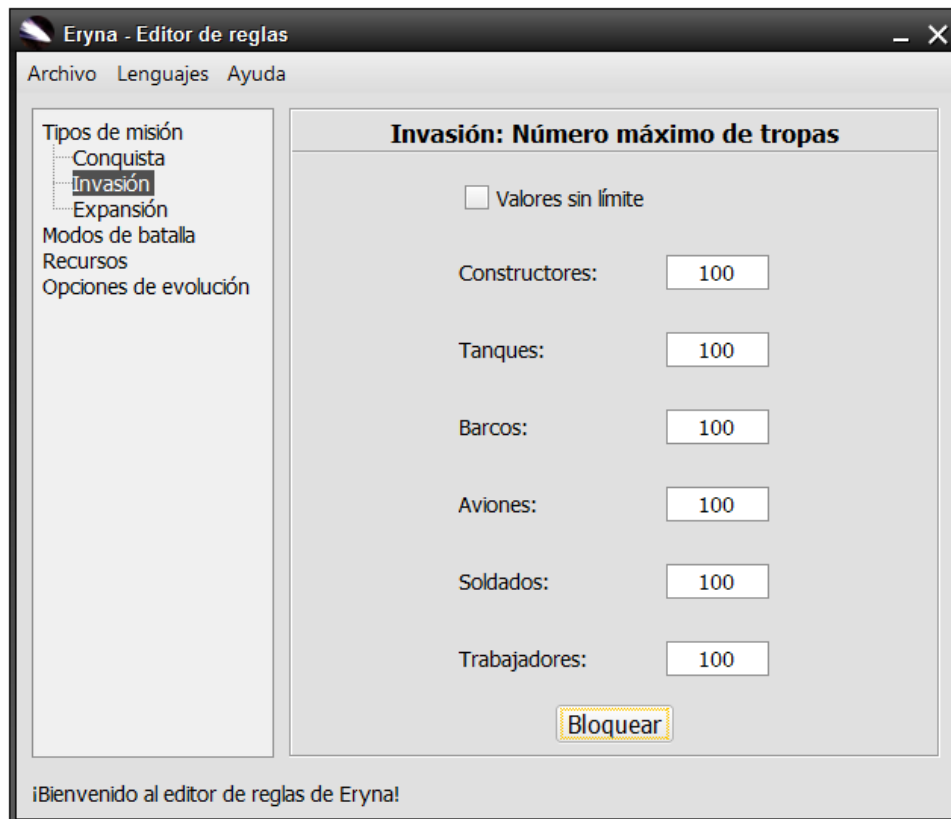 Eryna - Editor de reglas
Archivo Lenguajes Ayuda
Tipos de misión
Conquista
Invasión
Expansión
Modos de batalla
Recursos
Opciones de evolución
Invasión: Número máximo de tropas
Valores sin límite
Constructores: 100
Tanques: 100
Barcos: 100
Aviones: 100
Soldados: 100
Trabajadores: 100
Bloquear
¡Bienvenido al editor de reglas de Eryna!